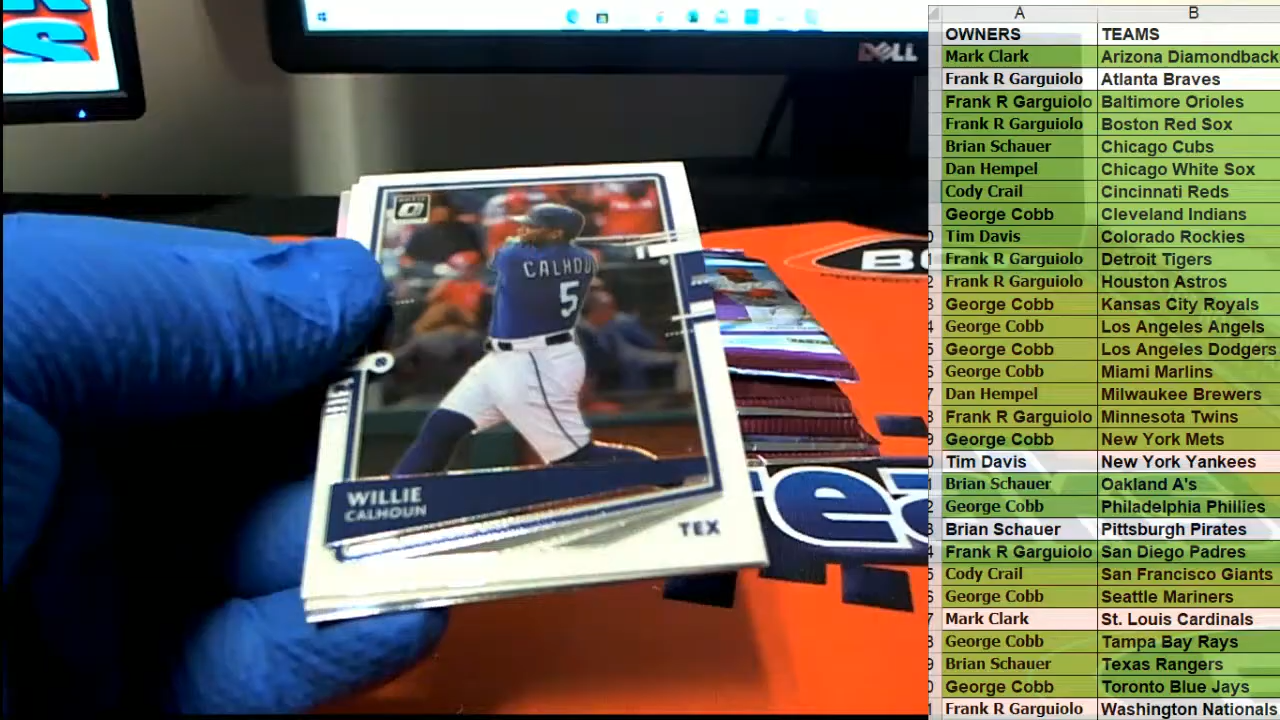 DELL
CALHOU
5
WILLIE
CALHOUN
TEX
A B
OWNERS TEAMS
Mark Clark Arizona Diamondback
Frank R Garguiolo Atlanta Braves
Frank R Garguiolo Baltimore Orioles
Frank R Garguiolo Boston Red Sox
Brian Schauer Chicago Cubs
Dan Hempel Chicago White Sox
Cody Crail Cincinnati Reds
George Cobb Cleveland Indians
Tim Davis Colorado Rockies
Frank R Garguiolo Detroit Tigers
Frank R Garguiolo Houston Astros
George Cobb Kansas City Royals
George Cobb Los Angeles Angels
George Cobb Los Angeles Dodgers
George Cobb Miami Marlins
Dan Hempel Milwaukee Brewers
Frank R Garguiolo Minnesota Twins
George Cobb New York Mets
Tim Davis New York Yankees
Brian Schauer Oakland A's
George Cobb Philadelphia Phillies
Brian Schauer Pittsburgh Pirates
Frank R Garguiolo San Diego Padres
Cody Crail San Francisco Giants
George Cobb Seattle Mariners
Mark Clark St. Louis Cardinals
George Cobb Tampa Bay Rays
Brian Schauer Texas Rangers
George Cobb Toronto Blue Jays
Frank R Garguiolo Washington Nationals